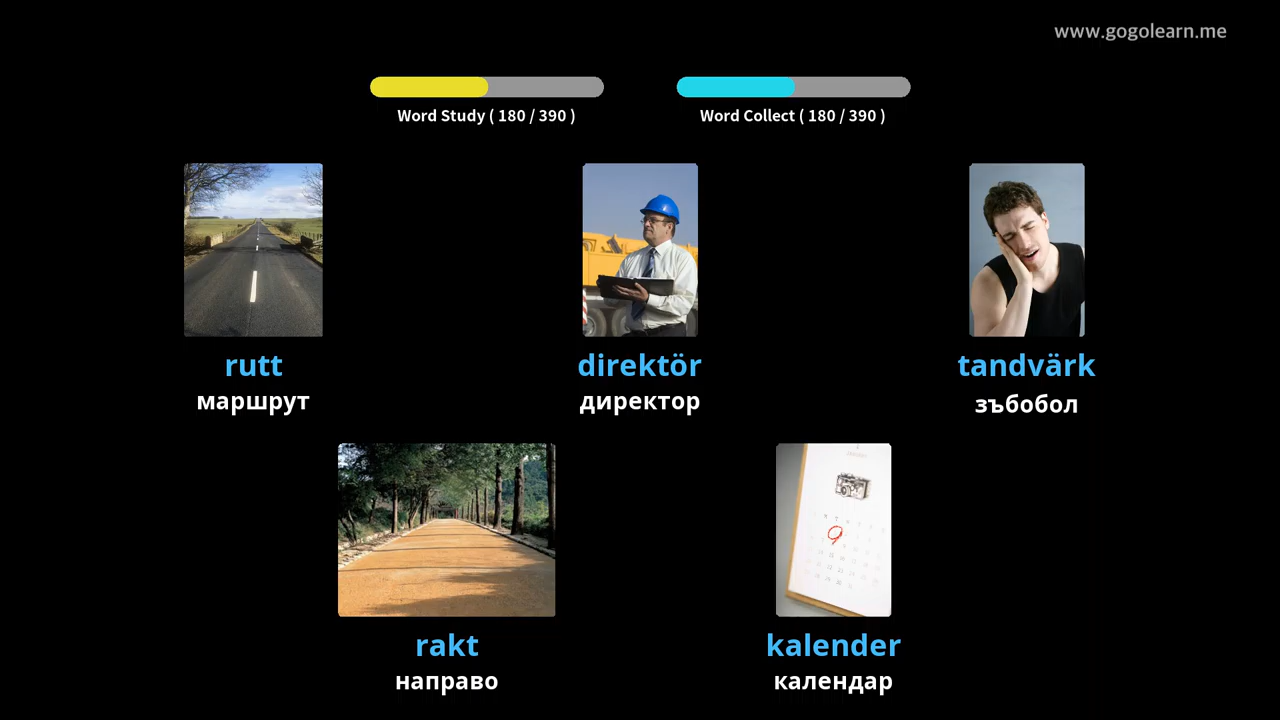 www.gogolearn.me
Word Study ( 180 / 390 )
Word Collect ( 180 / 390 )
rutt
маршрут
direktör
директор
tandvärk
зъбобол
rakt
направо
kalender
календар